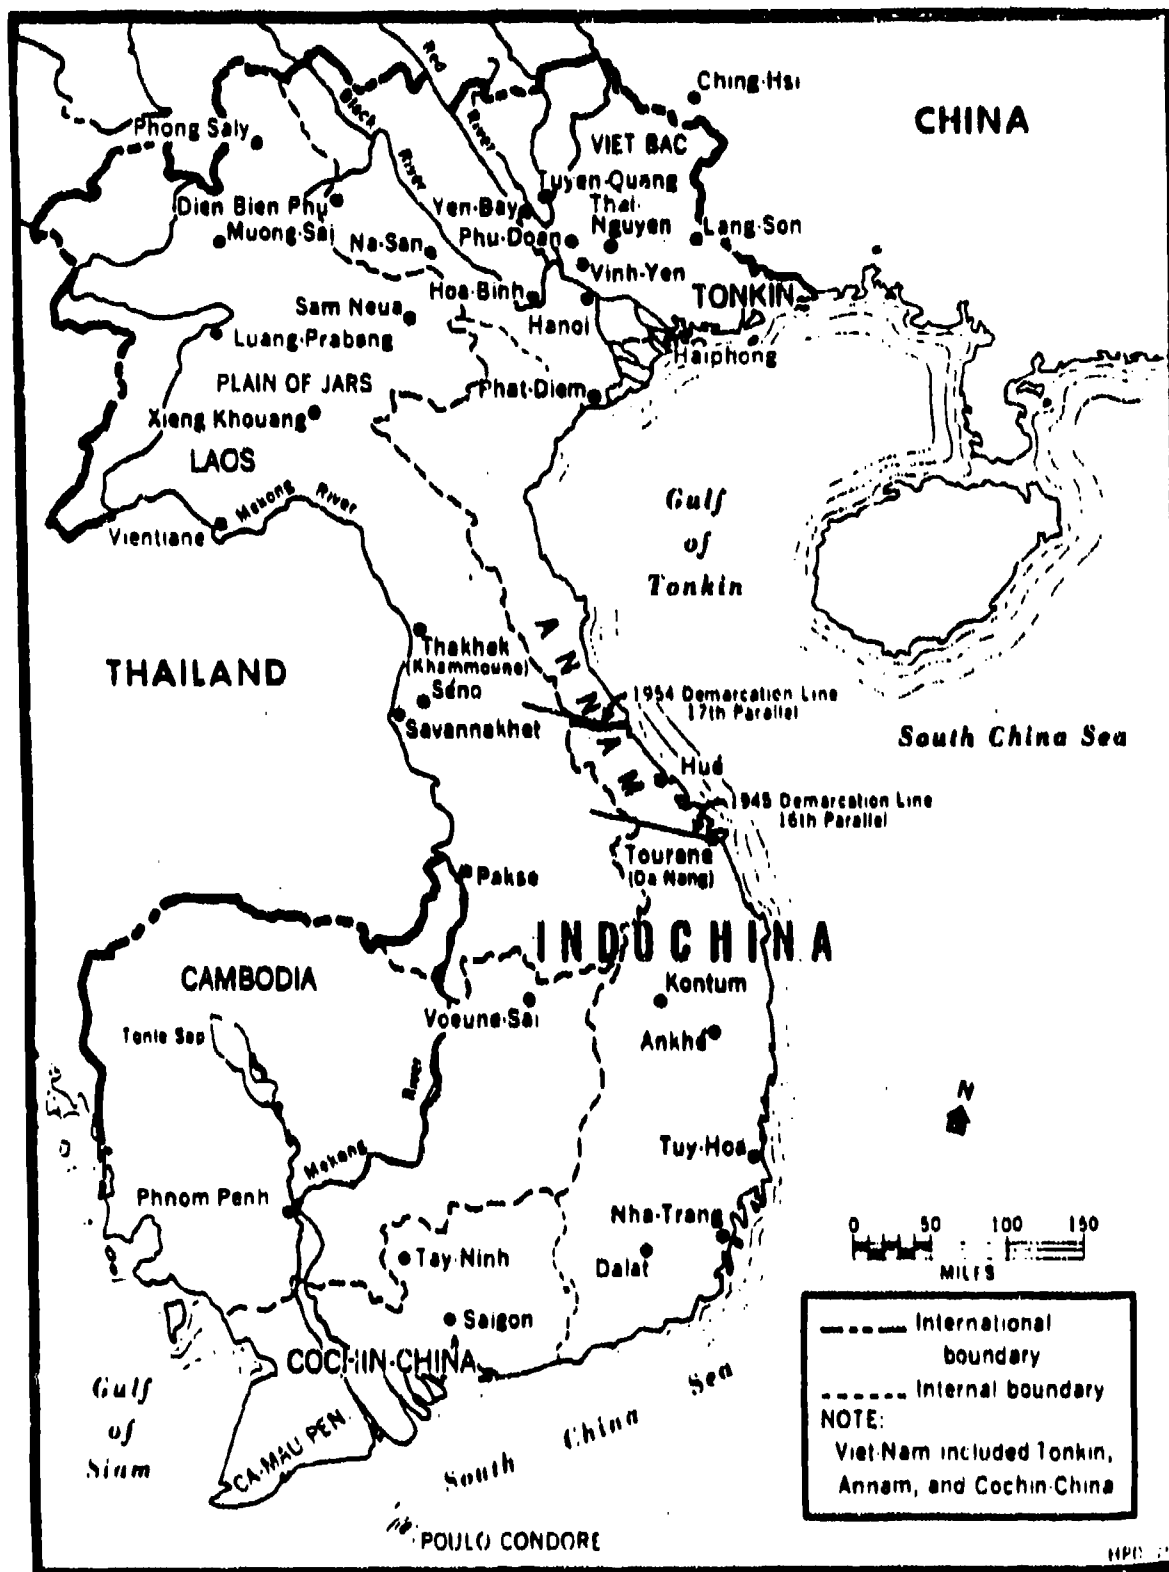 Red
River
Black
River
Ching-Hsi
CHINA
Phong Saly
VIET BAC
Tuyen-Quang
Dien Bien Phu
Yen-Bay
Thai-
Nguyen
Muong-Sai
Na-San
Phu-Doan
Lang-Son
Vinh-Yen
Hoa-Binh
TONKIN
Sam Neua
Hanoi
Luang-Prabang
Haiphong
PLAIN OF JARS
Phat-Diem
Xieng Khouang
LAOS
Mekong River
Vientiane
Gulf
of
Tonkin
ANNAM
Thakhek
(Khammoune)
THAILAND
Séno
Savannakhet
1954 Demarcation Line
17th Parallel
South China Sea
Hué
1945 Demarcation Line
16th Parallel
Tourane
(Da Nang)
Pakse
INDOCHINA
CAMBODIA
Kontum
Voeune-Sai
Tonle Sap
Ankhé
River
N
Mekong
Tuy-Hoa
Phnom Penh
Nha-Trang
0 50 100 150
MILES
Tay-Ninh
Dalat
Saigon
COCHIN-CHINA
Gulf
of
Siam
CA-MAU PEN.
South China Sea
POULO CONDORE
International
boundary
Internal boundary
NOTE:
Viet-Nam included Tonkin,
Annam, and Cochin-China